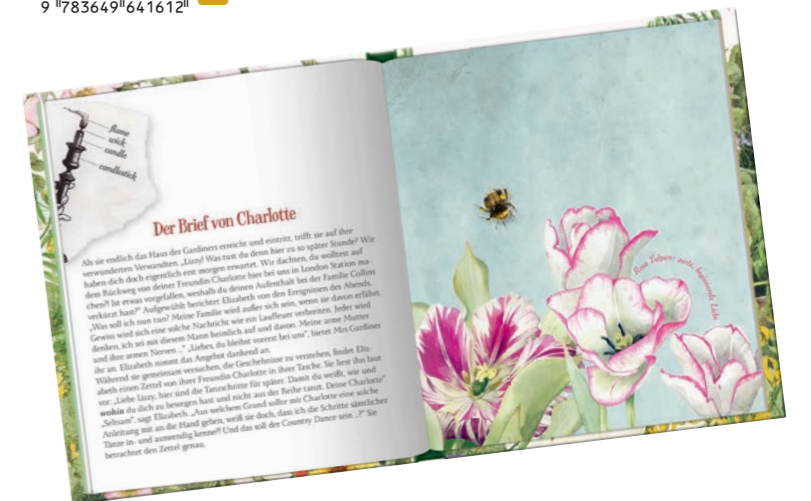 9 783649 641612
flame
wick
candle
candlestick
Der Brief von Charlotte
Als sie endlich das Haus der Gardiners erreicht und eintritt, trifft sie auf ihre
verwunderten Verwandten. „Lizzy! Was tust du denn hier zu so später Stunde? Wir
haben dich doch eigentlich erst morgen erwartet. Wir dachten, du wolltest auf
dem Rückweg von deiner Freundin Charlotte hier bei uns in London Station ma-
chen?! Ist etwas vorgefallen, weshalb du deinen Aufenthalt bei der Familie Collins
verkürzt hast?“ Aufgewühlt berichtet Elizabeth von den Ereignissen des Abends.
„Was soll ich nun tun? Meine Familie wird außer sich sein, wenn sie davon erfährt.
Gewiss wird sich eine solche Nachricht wie ein Lauffeuer verbreiten. Jeder wird
denken, ich sei mit diesem Mann heimlich auf und davon. Meine arme Mutter
und ihre armen Nerven ...“ „Liebes, du bleibst vorerst bei uns“, bietet Mrs Gardiner
ihr an. Elizabeth nimmt das Angebot dankend an.
Während sie gemeinsam versuchen, die Geschehnisse zu verstehen, findet Eliz-
abeth einen Zettel von ihrer Freundin Charlotte in ihrer Tasche. Sie liest ihn laut
vor. „Liebe Lizzy, hier sind die Tanzschritte für später. Damit du weißt, wie und
wohin du dich zu bewegen hast und nicht aus der Reihe tanzt. Deine Charlotte“
„Seltsam“, sagt Elizabeth. „Aus welchem Grund sollte mir Charlotte eine solche
Anleitung mit an die Hand geben, weiß sie doch, dass ich die Schritte sämtlicher
Tänze in- und auswendig kenne?! Und das soll der Country Dance sein ...?“ Sie
betrachtet den Zettel genau.
Rosa Tulpen: zarte, beginnende Liebe